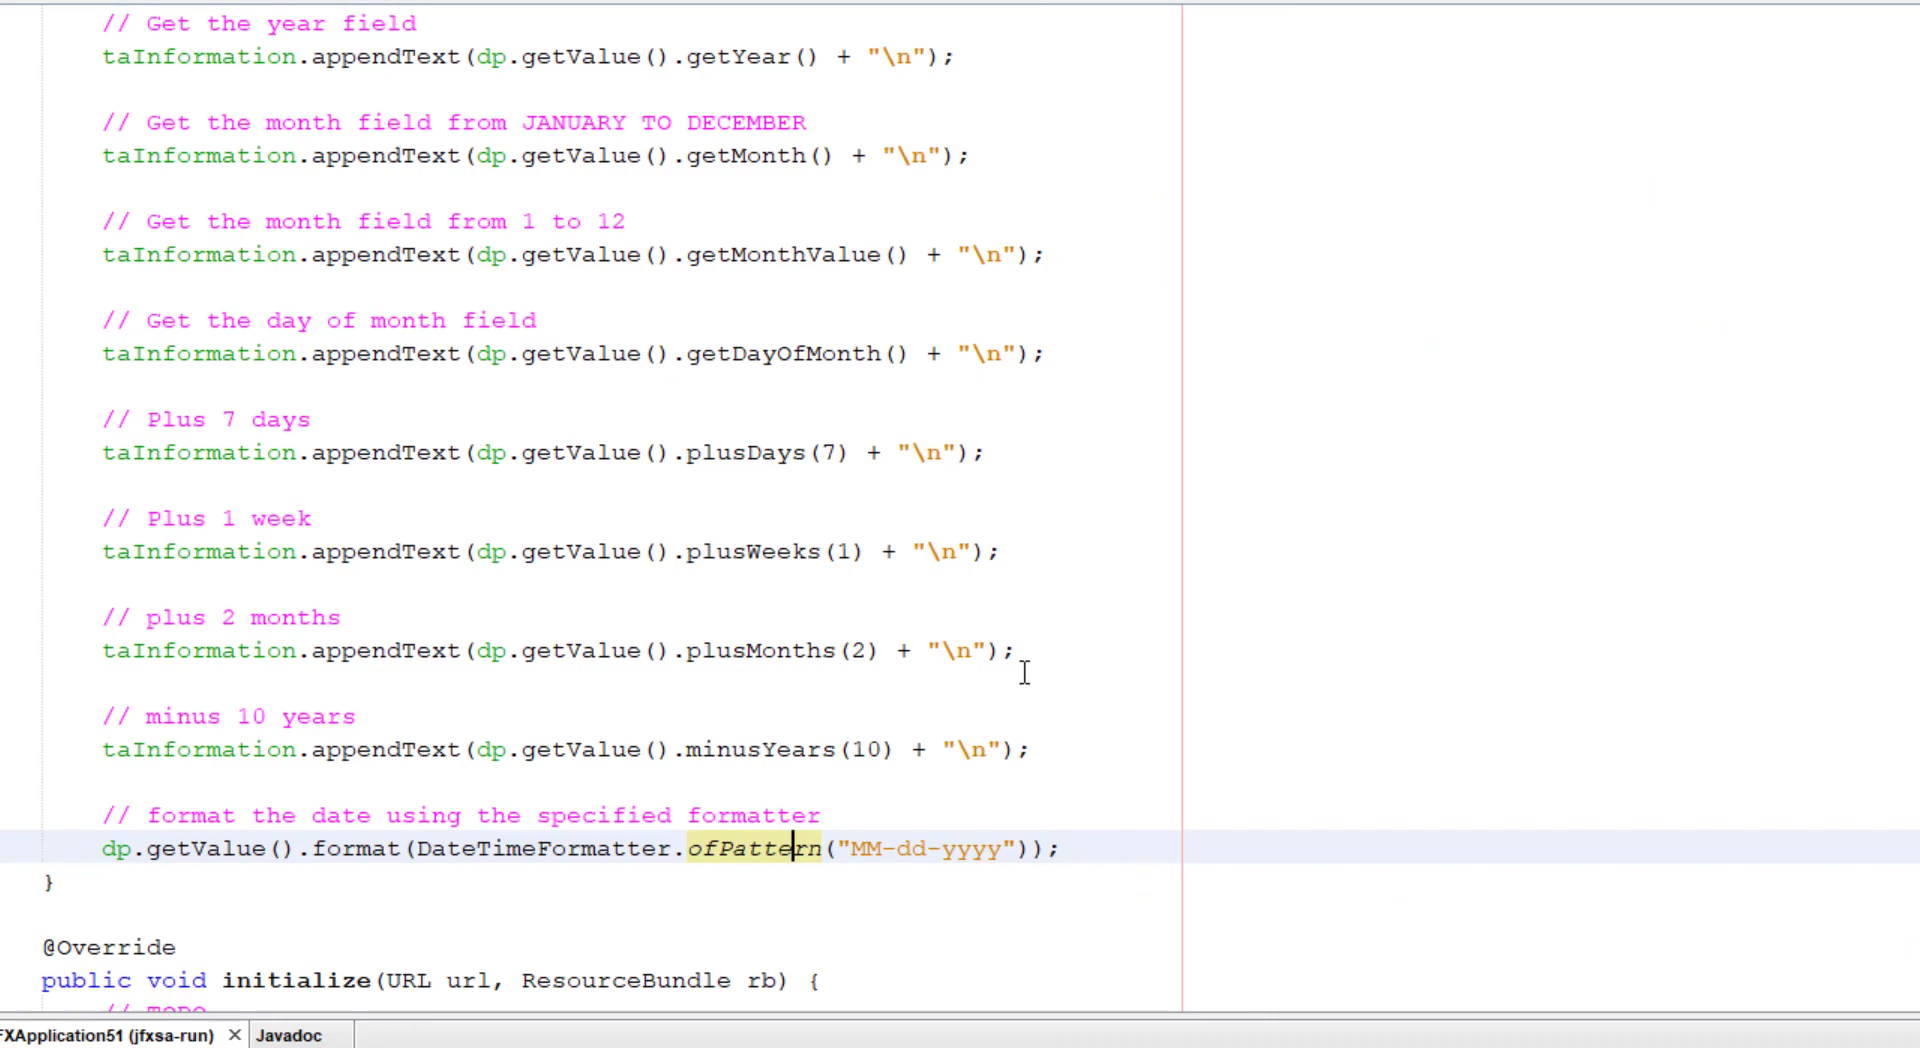 // Get the year field
taInformation.appendText(dp.getValue().getYear() + "\n");
// Get the month field from JANUARY TO DECEMBER
taInformation.appendText(dp.getValue().getMonth() + "\n");
// Get the month field from 1 to 12
taInformation.appendText(dp.getValue().getMonthValue() + "\n");
// Get the day of month field
taInformation.appendText(dp.getValue().getDayOfMonth() + "\n");
// Plus 7 days
taInformation.appendText(dp.getValue().plusDays(7) + "\n");
// Plus 1 week
taInformation.appendText(dp.getValue().plusWeeks(1) + "\n");
// plus 2 months
taInformation.appendText(dp.getValue().plusMonths(2) + "\n");
// minus 10 years
taInformation.appendText(dp.getValue().minusYears(10) + "\n");
// format the date using the specified formatter
dp.getValue().format(DateTimeFormatter.ofPattern("MM-dd-yyyy"));
}
@Override
public void initialize(URL url, ResourceBundle rb) {
// TODO
FXApplication51 (jfxsa-run) × Javadoc